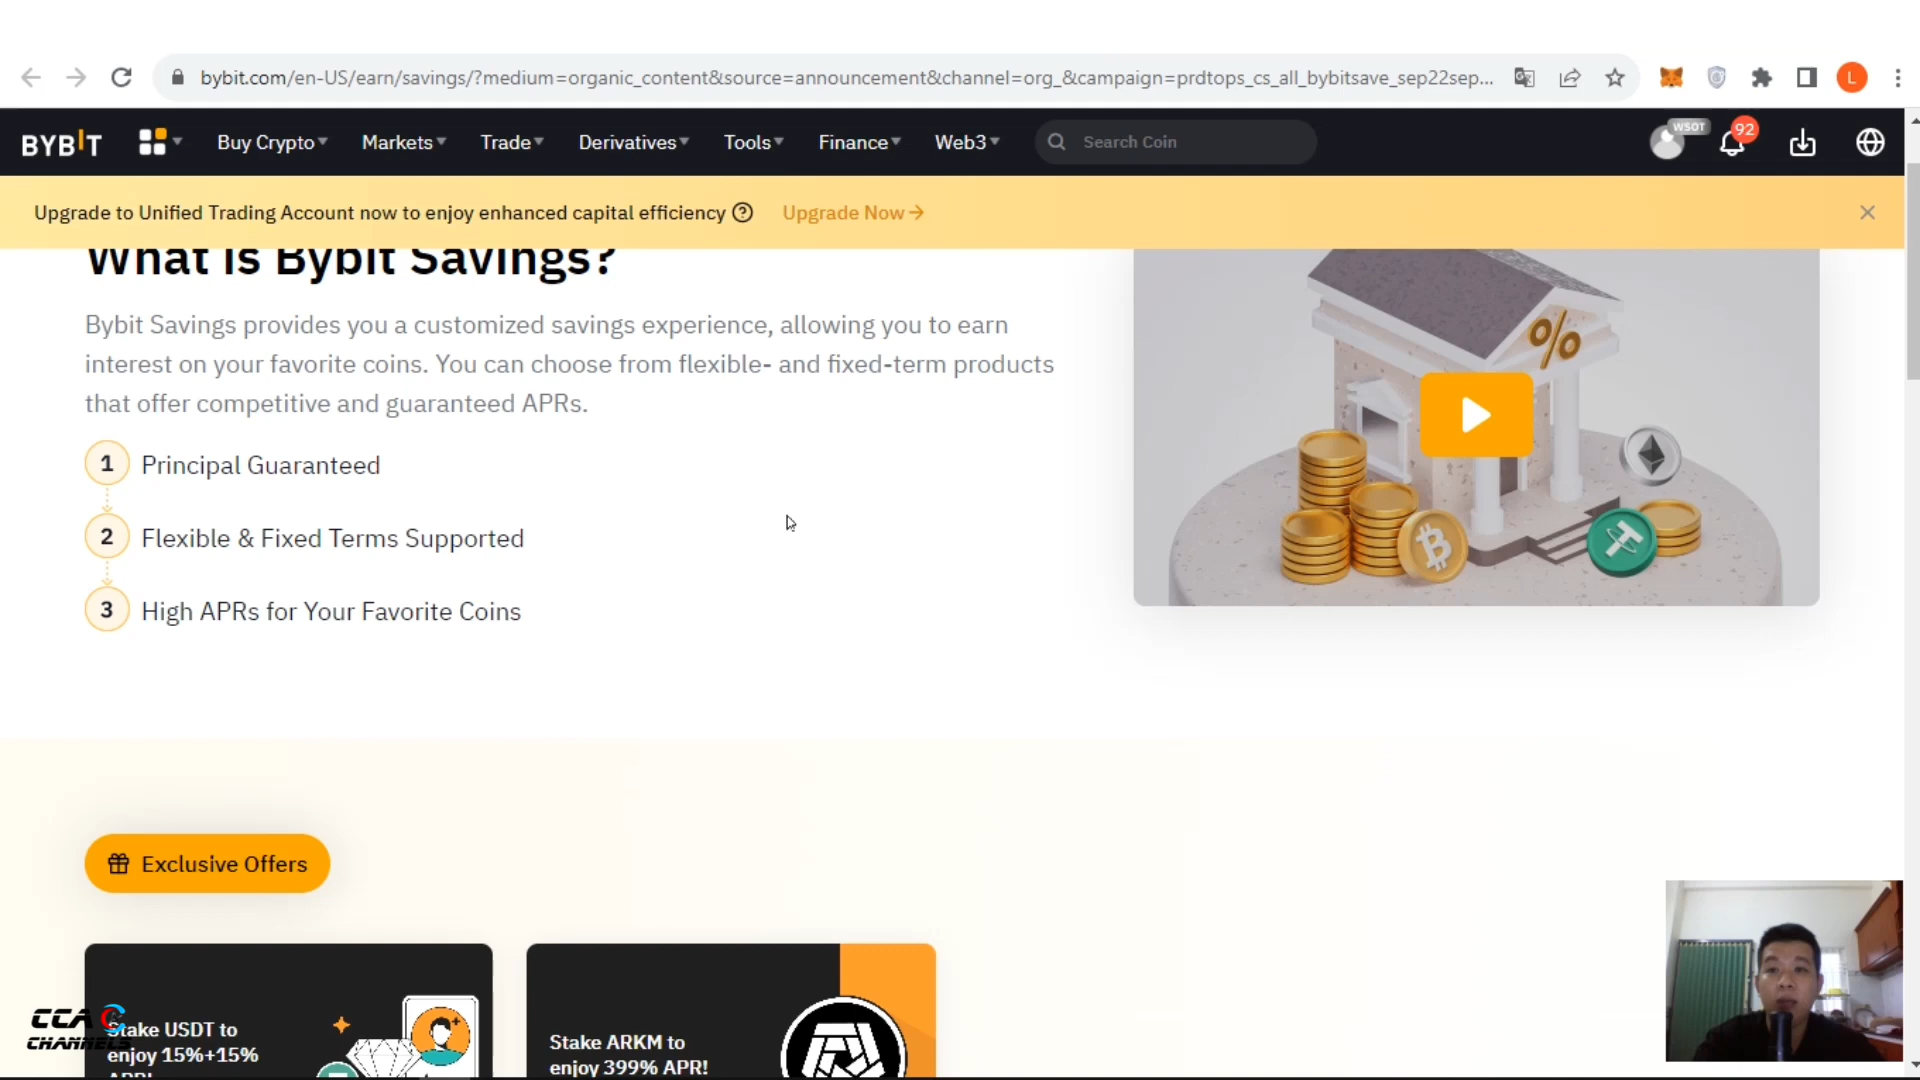 bybit.com/en-US/earn/savings/?medium=organic_content&source=announcement&channel=org_&campaign=prdtops_cs_all_bybitsave_sep22sep...
L
BYBIT
Buy Crypto
Markets
Trade
Derivatives
Tools
Finance
Web3
Search Coin
WSOT
92
Upgrade to Unified Trading Account now to enjoy enhanced capital efficiency ?
Upgrade Now →
What is Bybit Savings?
Bybit Savings provides you a customized savings experience, allowing you to earn
interest on your favorite coins. You can choose from flexible- and fixed-term products
that offer competitive and guaranteed APRs.
1 Principal Guaranteed
2 Flexible & Fixed Terms Supported
3 High APRs for Your Favorite Coins
%
Exclusive Offers
Stake USDT to
enjoy 15%+15%
APR!
Stake ARKM to
enjoy 399% APR!
CCA
CHANNELS